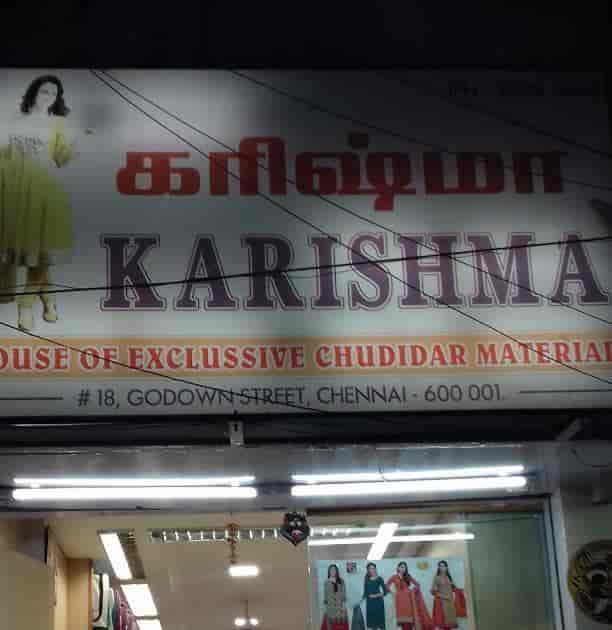 கரிஷ்மா
KARISHMA
OUSE OF EXCLUSSIVE CHUDIDAR MATERIAL
# 18, GODOWN STREET, CHENNAI - 600 001.